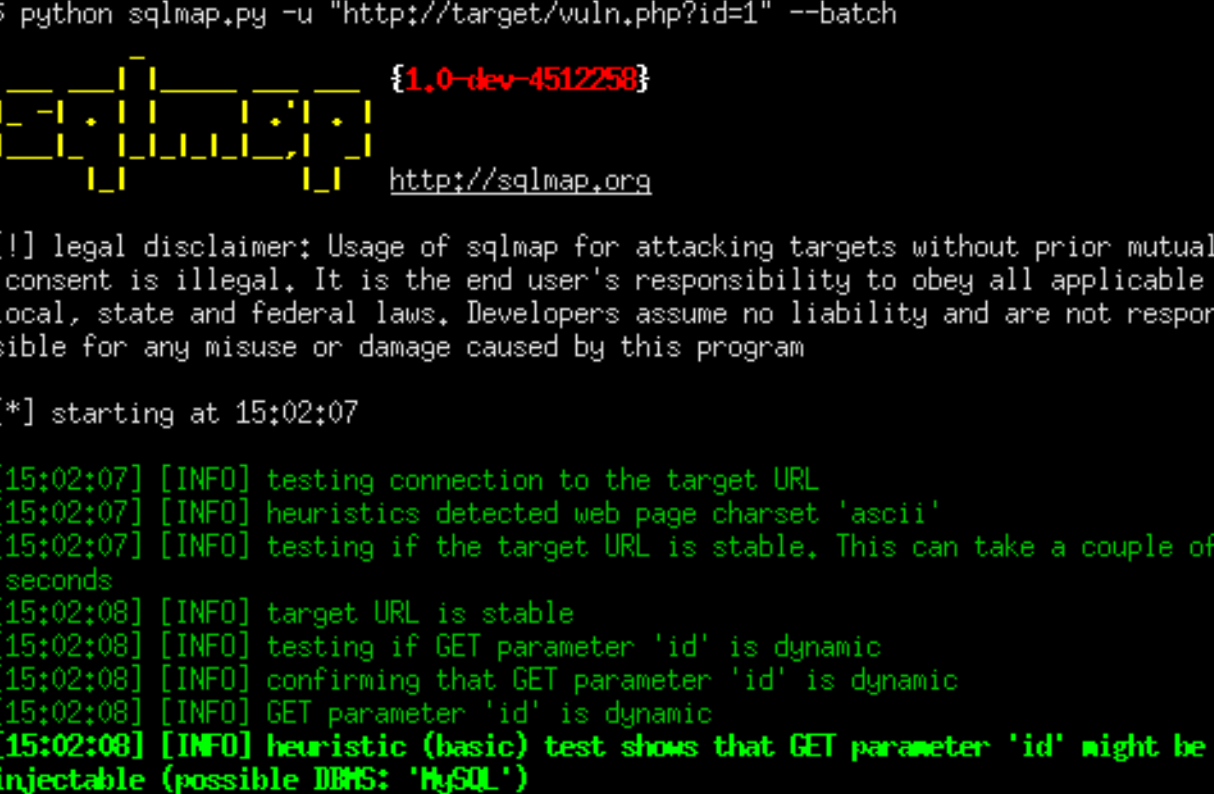 $ python sqlmap.py -u "http://target/vuln.php?id=1" --batch
sqlmap
{1.0-dev-4512258}
http://sqlmap.org
[!] legal disclaimer: Usage of sqlmap for attacking targets without prior mutual
consent is illegal. It is the end user's responsibility to obey all applicable
local, state and federal laws. Developers assume no liability and are not respon
sible for any misuse or damage caused by this program
[*] starting at 15:02:07
[15:02:07] [INFO] testing connection to the target URL
[15:02:07] [INFO] heuristics detected web page charset 'ascii'
[15:02:07] [INFO] testing if the target URL is stable. This can take a couple of
seconds
[15:02:08] [INFO] target URL is stable
[15:02:08] [INFO] testing if GET parameter 'id' is dynamic
[15:02:08] [INFO] confirming that GET parameter 'id' is dynamic
[15:02:08] [INFO] GET parameter 'id' is dynamic
[15:02:08] [INFO] heuristic (basic) test shows that GET parameter 'id' might be
injectable (possible DBMS: 'MySQL')